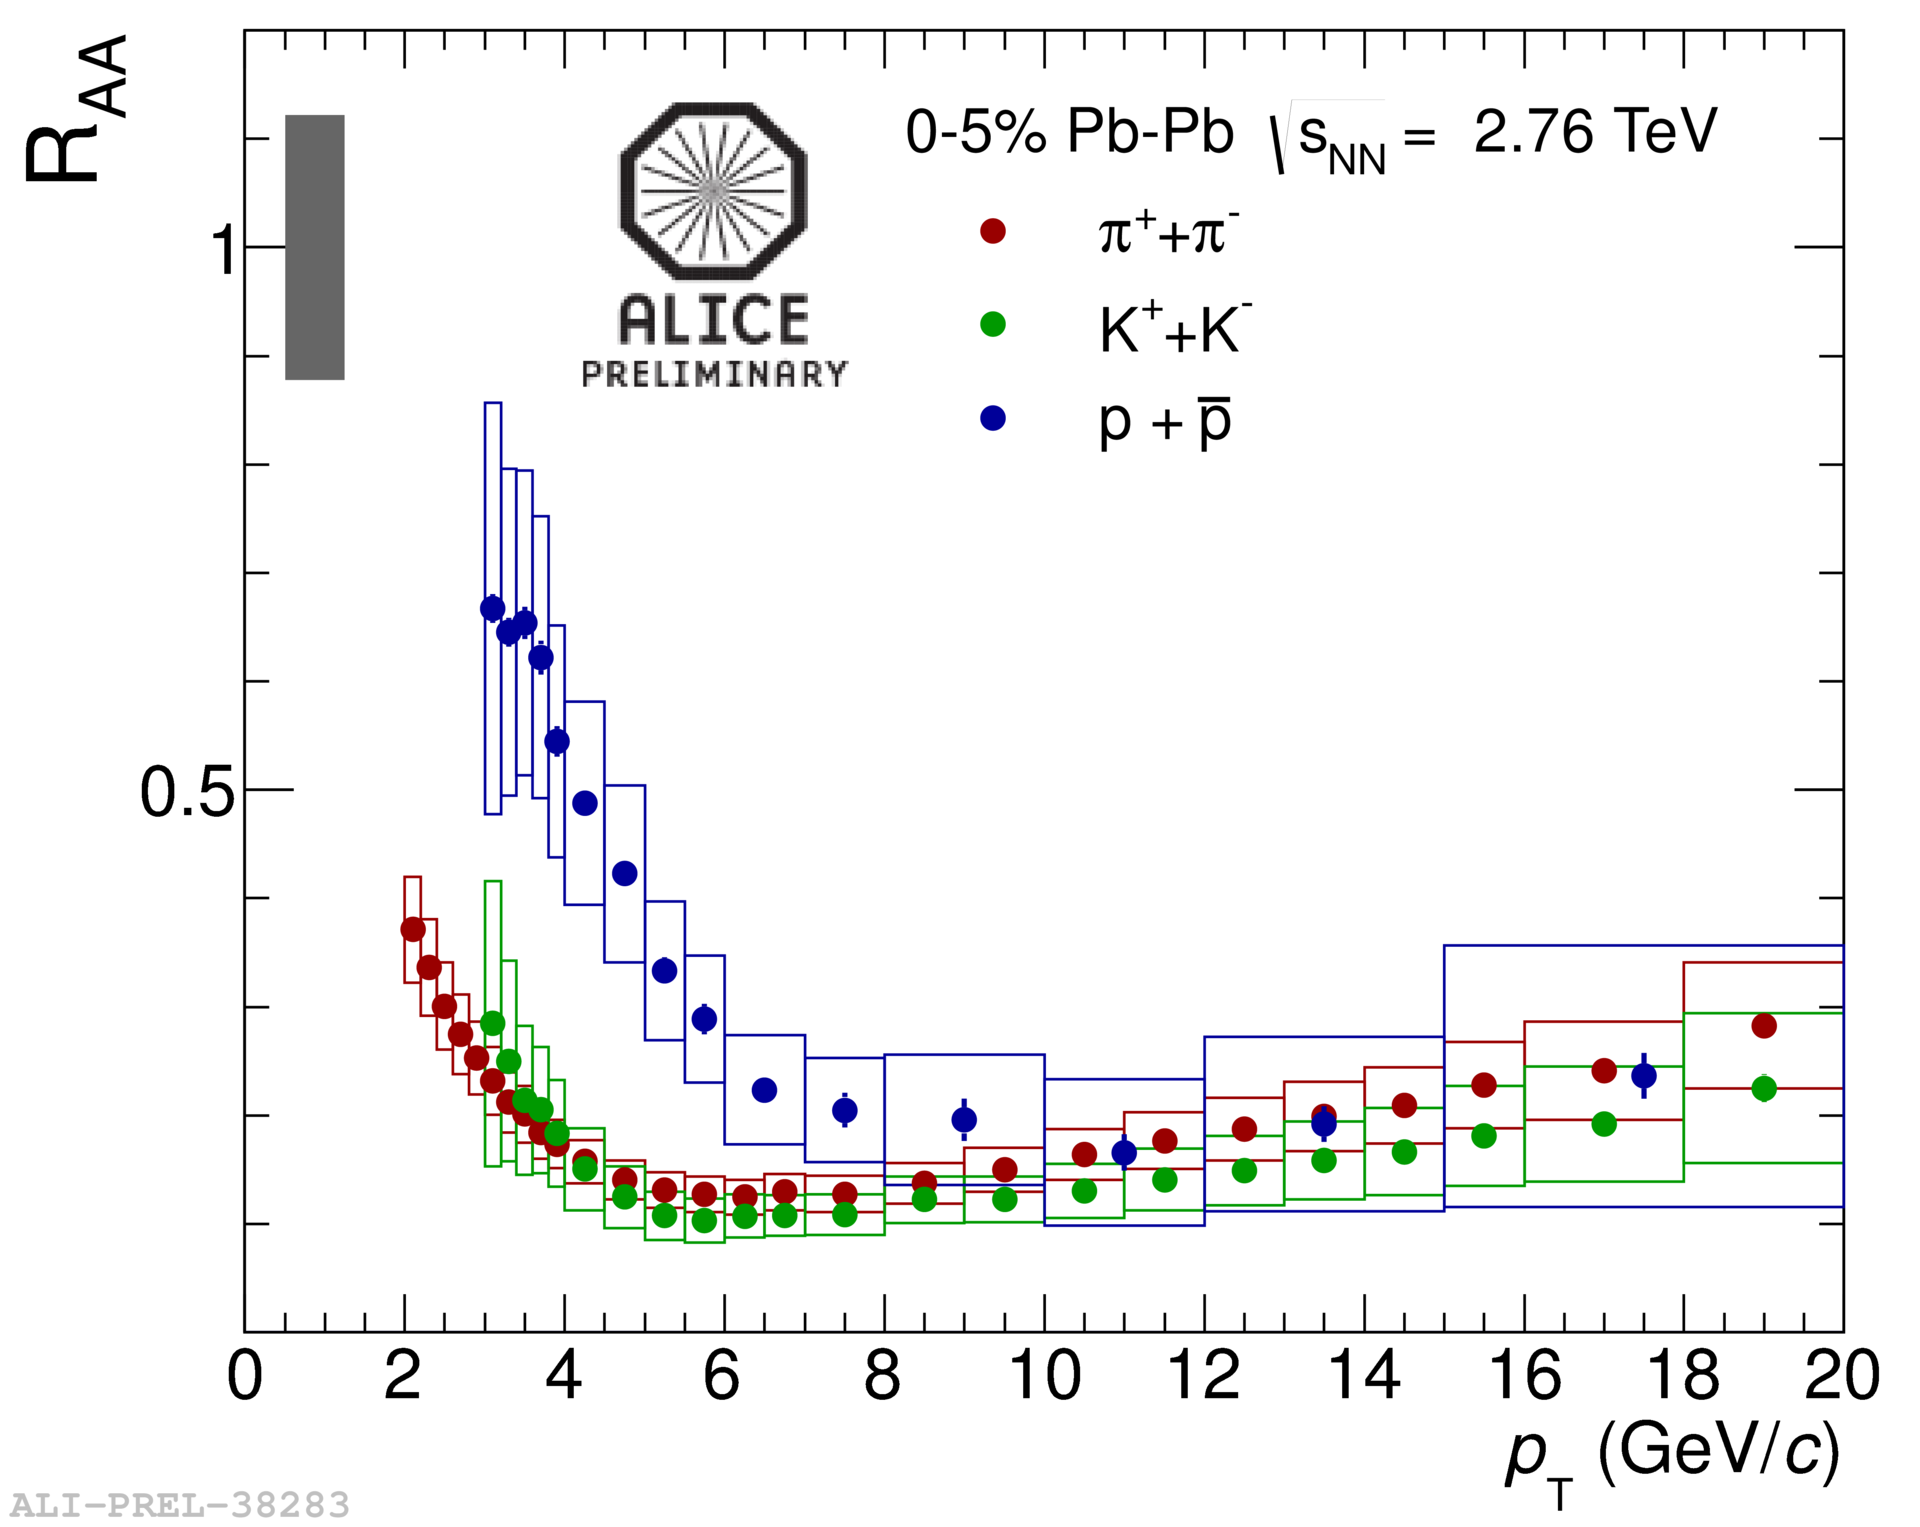 R_AA
0-5% Pb-Pb √s_NN = 2.76 TeV
π⁺+π⁻
K⁺+K⁻
p + p̅
ALICE
PRELIMINARY
1
0.5
0 2 4 6 8 10 12 14 16 18 20
p_T (GeV/c)
ALI-PREL-38283